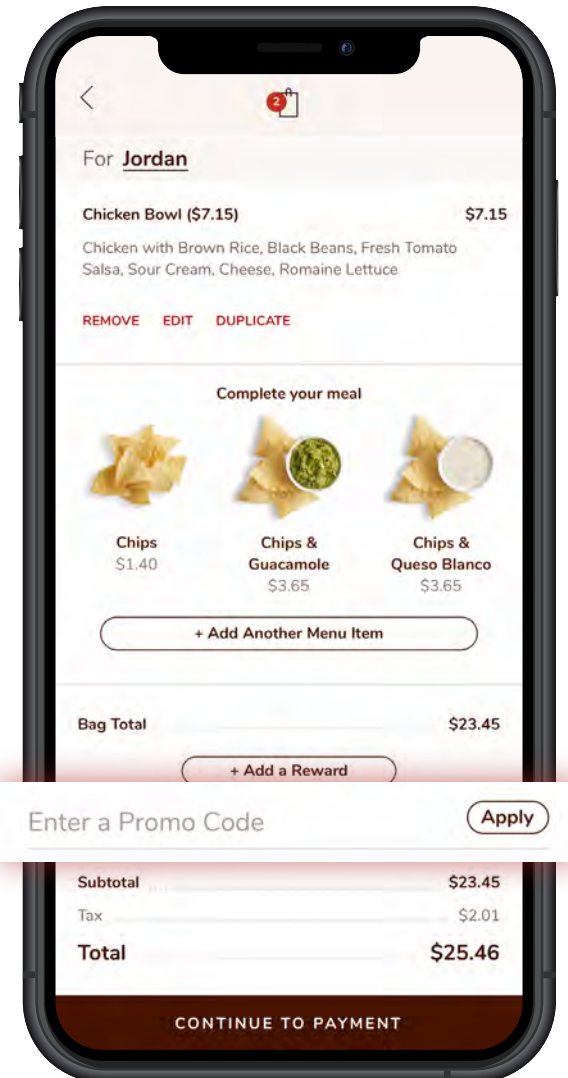 2
For Jordan
Chicken Bowl ($7.15) $7.15
Chicken with Brown Rice, Black Beans, Fresh Tomato
Salsa, Sour Cream, Cheese, Romaine Lettuce
REMOVE EDIT DUPLICATE
Complete your meal
Chips
$1.40
Chips &
Guacamole
$3.65
Chips &
Queso Blanco
$3.65
+ Add Another Menu Item
Bag Total $23.45
+ Add a Reward
Enter a Promo Code Apply
Subtotal $23.45
Tax $2.01
Total $25.46
CONTINUE TO PAYMENT